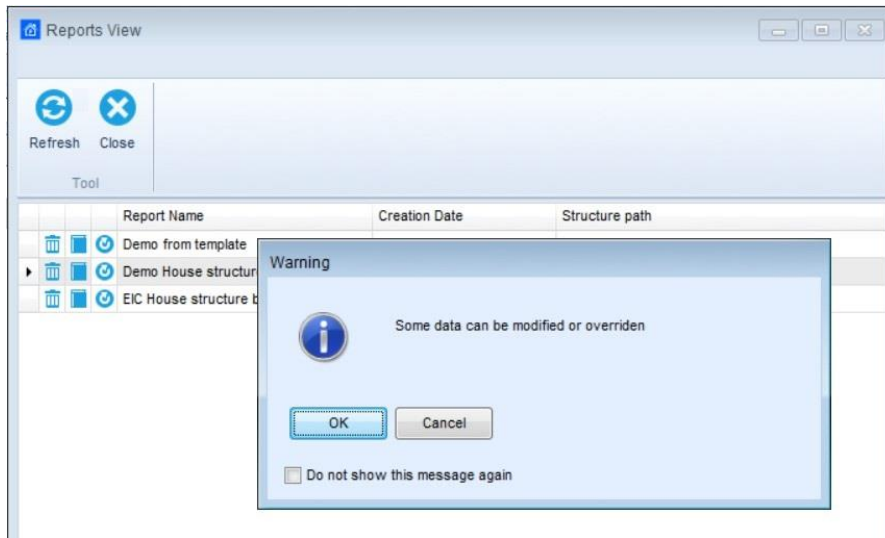 Reports View
Refresh Close
Tool
Report Name Creation Date Structure path
Demo from template
Warning
Demo House structure
EIC House structure b
Some data can be modified or overriden
OK Cancel
Do not show this message again